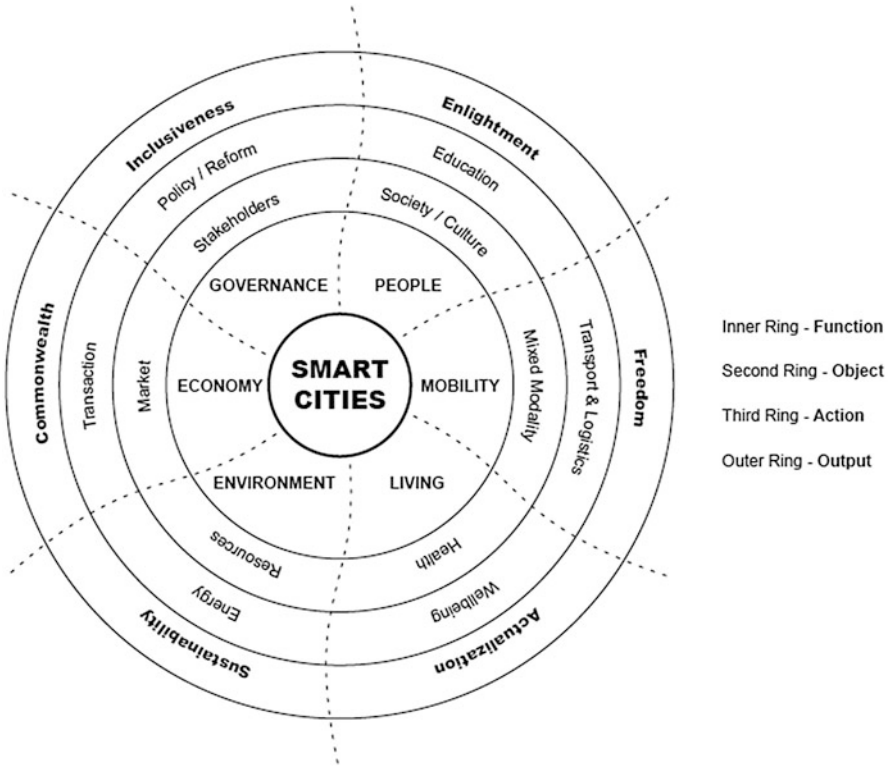 Inclusiveness
Enlightment
Policy / Reform
Education
Stakeholders
Society / Culture
GOVERNANCE
PEOPLE
Commonwealth
Transaction
Market
ECONOMY
SMART
CITIES
MOBILITY
Mixed Modality
Transport & Logistics
Freedom
ENVIRONMENT
LIVING
Resources
Health
Energy
Wellbeing
Sustainability
Actualization
Inner Ring - Function
Second Ring - Object
Third Ring - Action
Outer Ring - Output